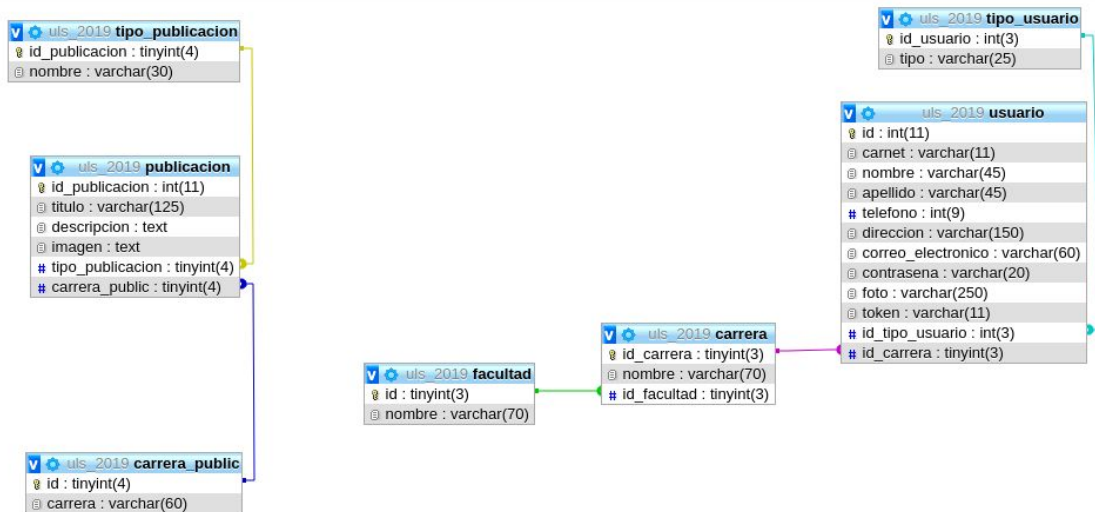 uls_2019 tipo_publicacion
id_publicacion : tinyint(4)
nombre : varchar(30)
uls_2019 publicacion
id_publicacion : int(11)
titulo : varchar(125)
descripcion : text
imagen : text
# tipo_publicacion : tinyint(4)
# carrera_public : tinyint(4)
uls_2019 carrera_public
id : tinyint(4)
carrera : varchar(60)
uls_2019 facultad
id : tinyint(3)
nombre : varchar(70)
uls_2019 carrera
id_carrera : tinyint(3)
nombre : varchar(70)
# id_facultad : tinyint(3)
uls_2019 tipo_usuario
id_usuario : int(3)
tipo : varchar(25)
uls_2019 usuario
id : int(11)
carnet : varchar(11)
nombre : varchar(45)
apellido : varchar(45)
# telefono : int(9)
direccion : varchar(150)
correo_electronico : varchar(60)
contrasena : varchar(20)
foto : varchar(250)
token : varchar(11)
# id_tipo_usuario : int(3)
# id_carrera : tinyint(3)